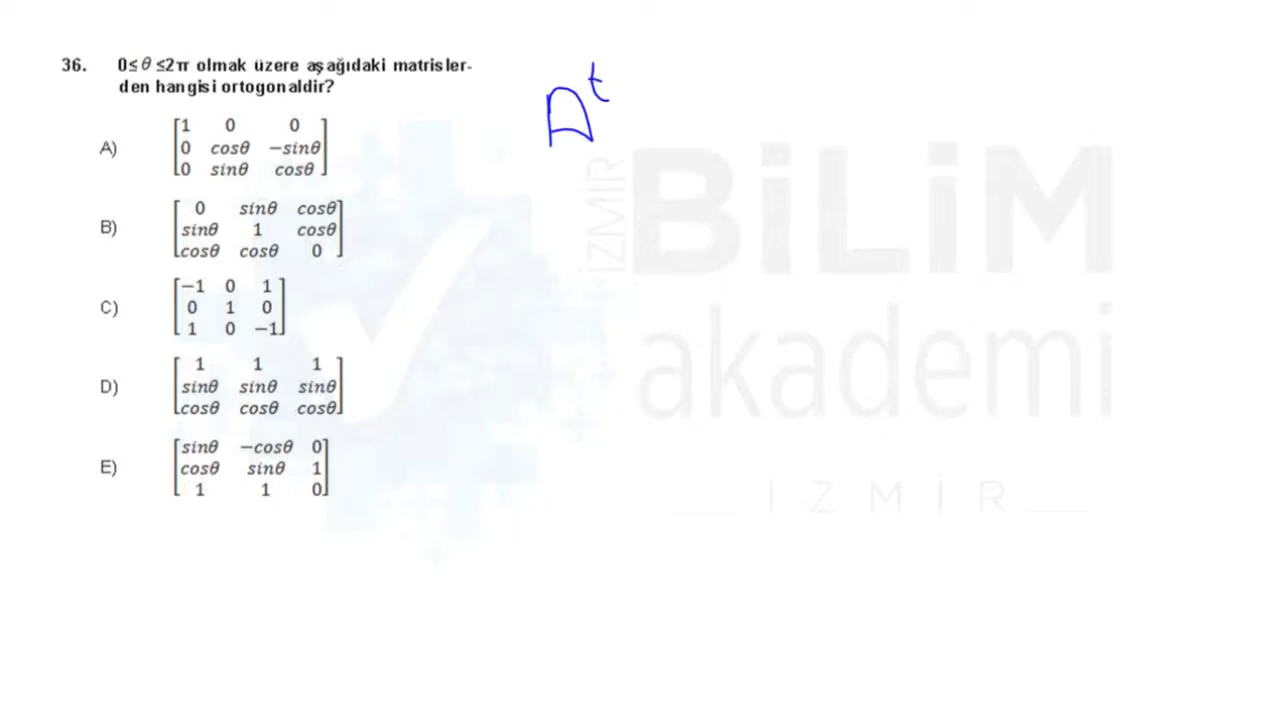 36. 0≤θ≤2π olmak üzere aşağıdaki matrisler-
den hangisi ortogonaldir?
A) [1 0 0
0 cosθ −sinθ
0 sinθ cosθ]
B) [0 sinθ cosθ
sinθ 1 cosθ
cosθ cosθ 0]
C) [−1 0 1
0 1 0
1 0 −1]
D) [1 1 1
sinθ sinθ sinθ
cosθ cosθ cosθ]
E) [sinθ −cosθ 0
cosθ sinθ 1
1 1 0]
t
İZMİR
BiLiM
akademi
İZMİR